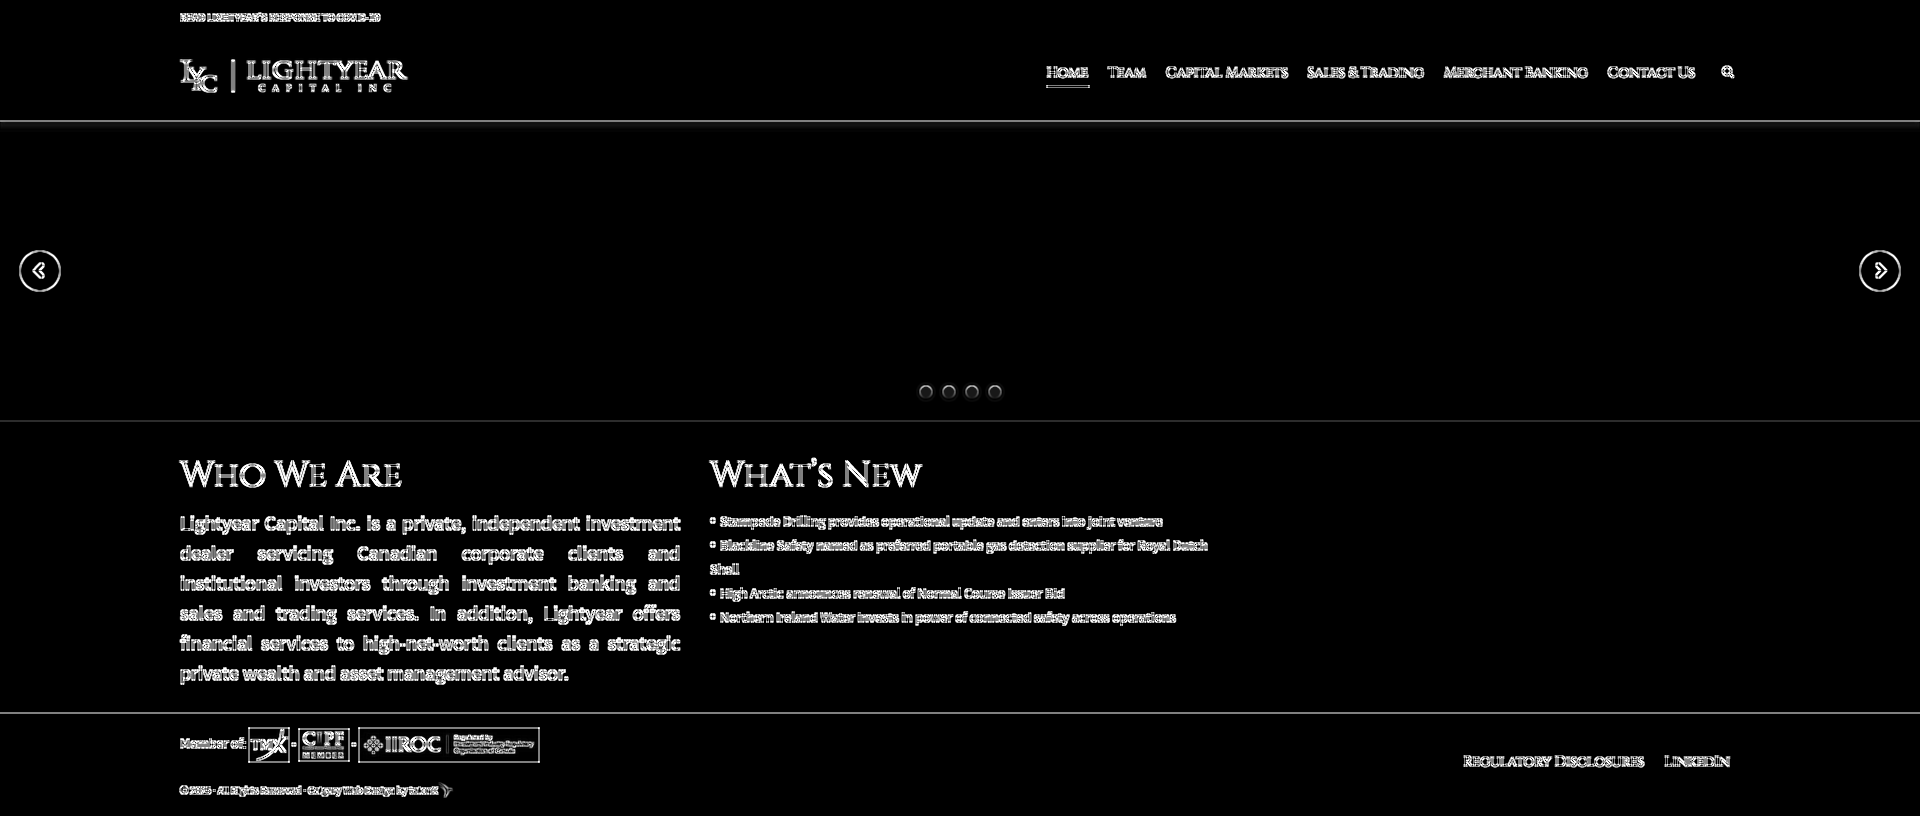 READ LIGHTYEAR'S RESPONSE TO COVID-19
LYC | LIGHTYEAR
CAPITAL INC
Home Team Capital Markets Sales & Trading Merchant Banking Contact Us
Who We Are
Lightyear Capital Inc. is a private, independent investment
dealer servicing Canadian corporate clients and
institutional investors through investment banking and
sales and trading services. In addition, Lightyear offers
financial services to high-net-worth clients as a strategic
private wealth and asset management advisor.
What's New
Stampede Drilling provides operational update and enters into joint venture
Blackline Safety named as preferred portable gas detection supplier for Royal Dutch
Shell
High Arctic announces renewal of Normal Course Issuer Bid
Northern Ireland Water invests in power of connected safety across operations
Member of: TMX - CIPF MEMBER - IIROC
Regulatory Disclosures LinkedIn
All Rights Reserved - Calgary Web Design by